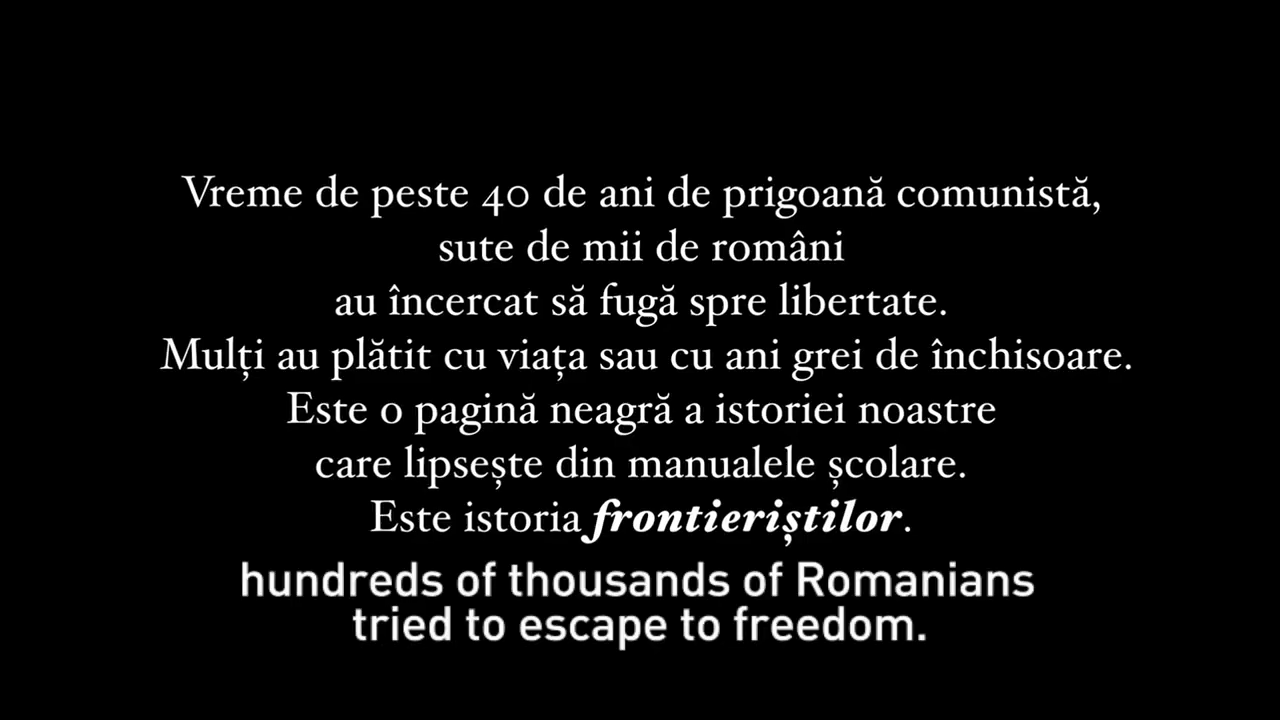 Vreme de peste 40 de ani de prigoană comunistă,
sute de mii de români
au încercat să fugă spre libertate.
Mulți au plătit cu viața sau cu ani grei de închisoare.
Este o pagină neagră a istoriei noastre
care lipsește din manualele școlare.
Este istoria frontieriștilor.
hundreds of thousands of Romanians
tried to escape to freedom.